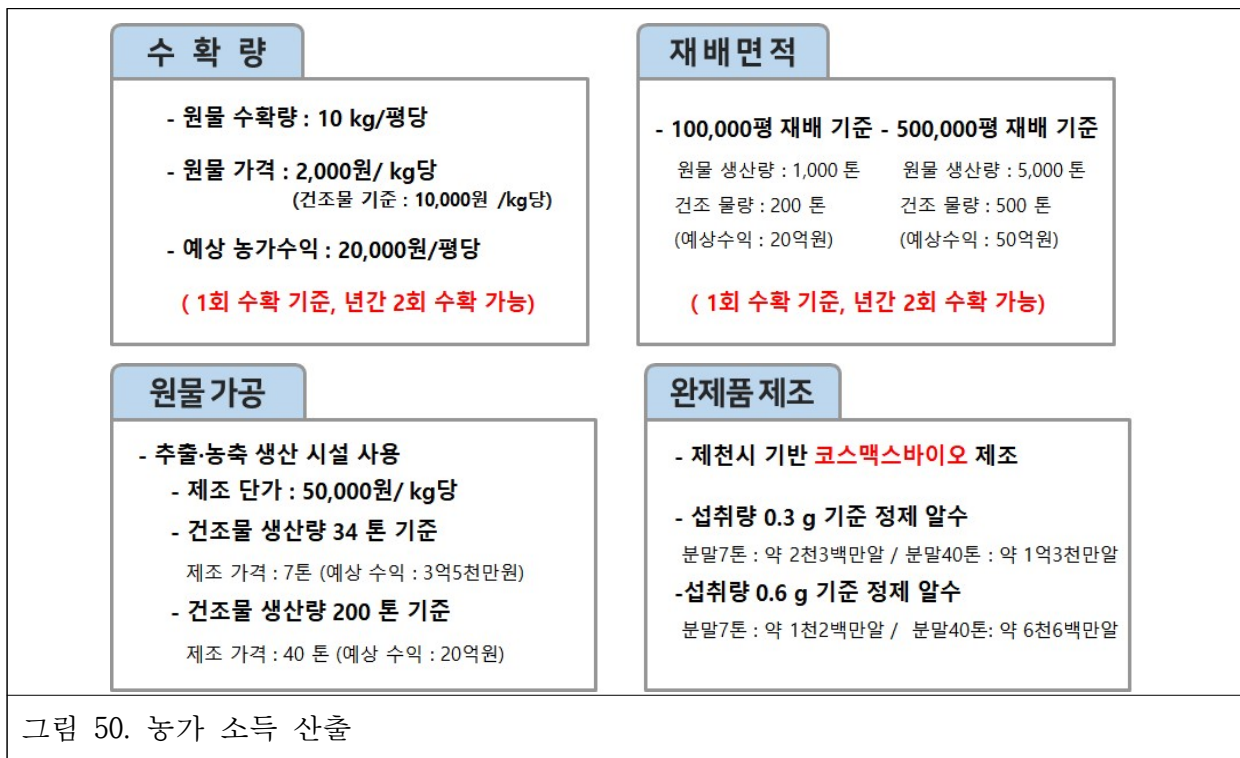 수 확 량
- 원물 수확량 : 10 kg/평당
- 원물 가격 : 2,000원/ kg당
(건조물 기준 : 10,000원 /kg당)
- 예상 농가수익 : 20,000원/평당
( 1회 수확 기준, 년간 2회 수확 가능)
재배면적
- 100,000평 재배 기준 - 500,000평 재배 기준
원물 생산량 : 1,000 톤 원물 생산량 : 5,000 톤
건조 물량 : 200 톤 건조 물량 : 500 톤
(예상수익 : 20억원) (예상수익 : 50억원)
( 1회 수확 기준, 년간 2회 수확 가능)
원물가공
- 추출·농축 생산 시설 사용
- 제조 단가 : 50,000원/ kg당
- 건조물 생산량 34 톤 기준
제조 가격 : 7톤 (예상 수익 : 3억5천만원)
- 건조물 생산량 200 톤 기준
제조 가격 : 40 톤 (예상 수익 : 20억원)
완제품제조
- 제천시 기반 코스맥스바이오 제조
- 섭취량 0.3 g 기준 정제 알수
분말7톤 : 약 2천3백만알 / 분말40톤 : 약 1억3천만알
-섭취량 0.6 g 기준 정제 알수
분말7톤 : 약 1천2백만알 / 분말40톤: 약 6천6백만알
그림 50. 농가 소득 산출